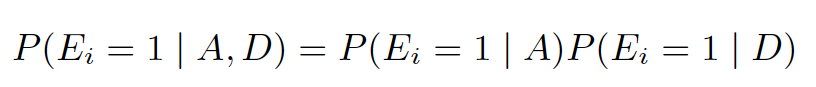 P(E_i = 1 | A, D) = P(E_i = 1 | A)P(E_i = 1 | D)